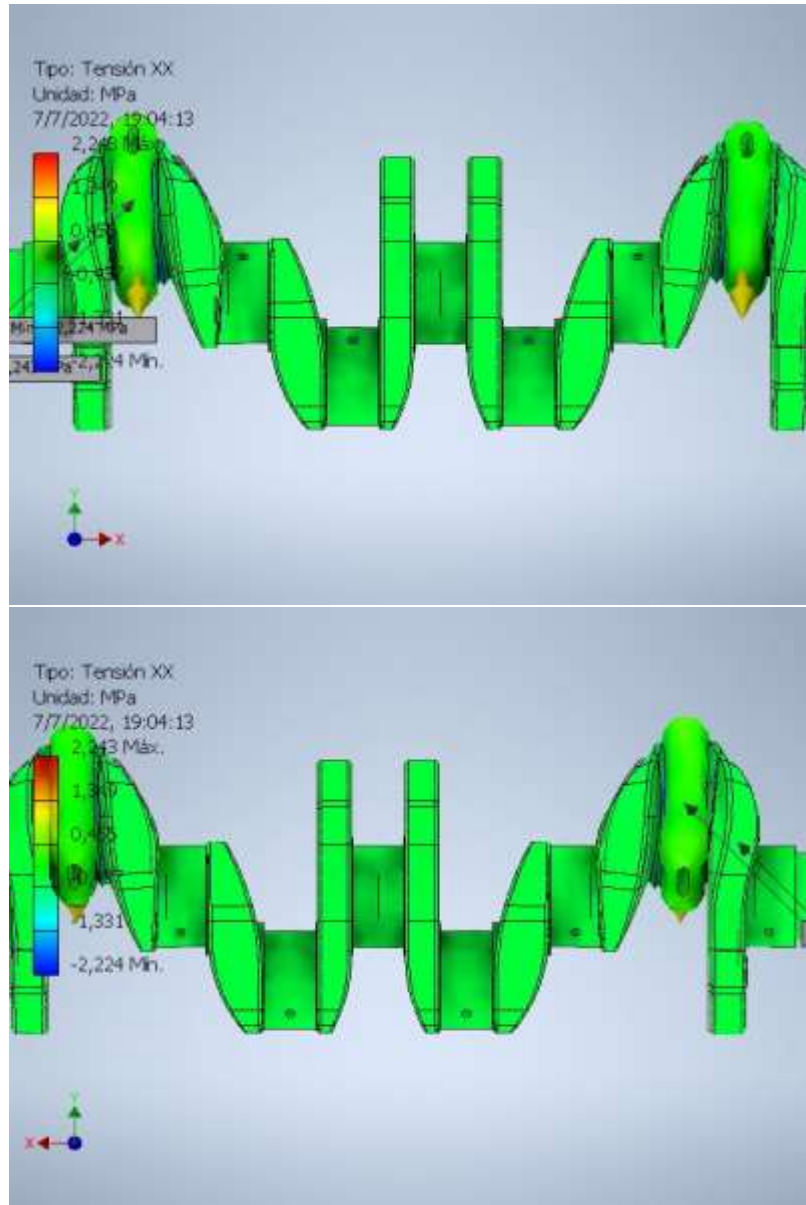 Tipo: Tensión XX
Unidad: MPa
7/7/2022, 19:04:13
2,243 Máx.
1,349
0,455
-1,331
-2,224 Mín.
Y
X
Tipo: Tensión XX
Unidad: MPa
7/7/2022, 19:04:13
2,243 Máx.
1,349
0,455
-1,331
-2,224 Mín.
Y
X